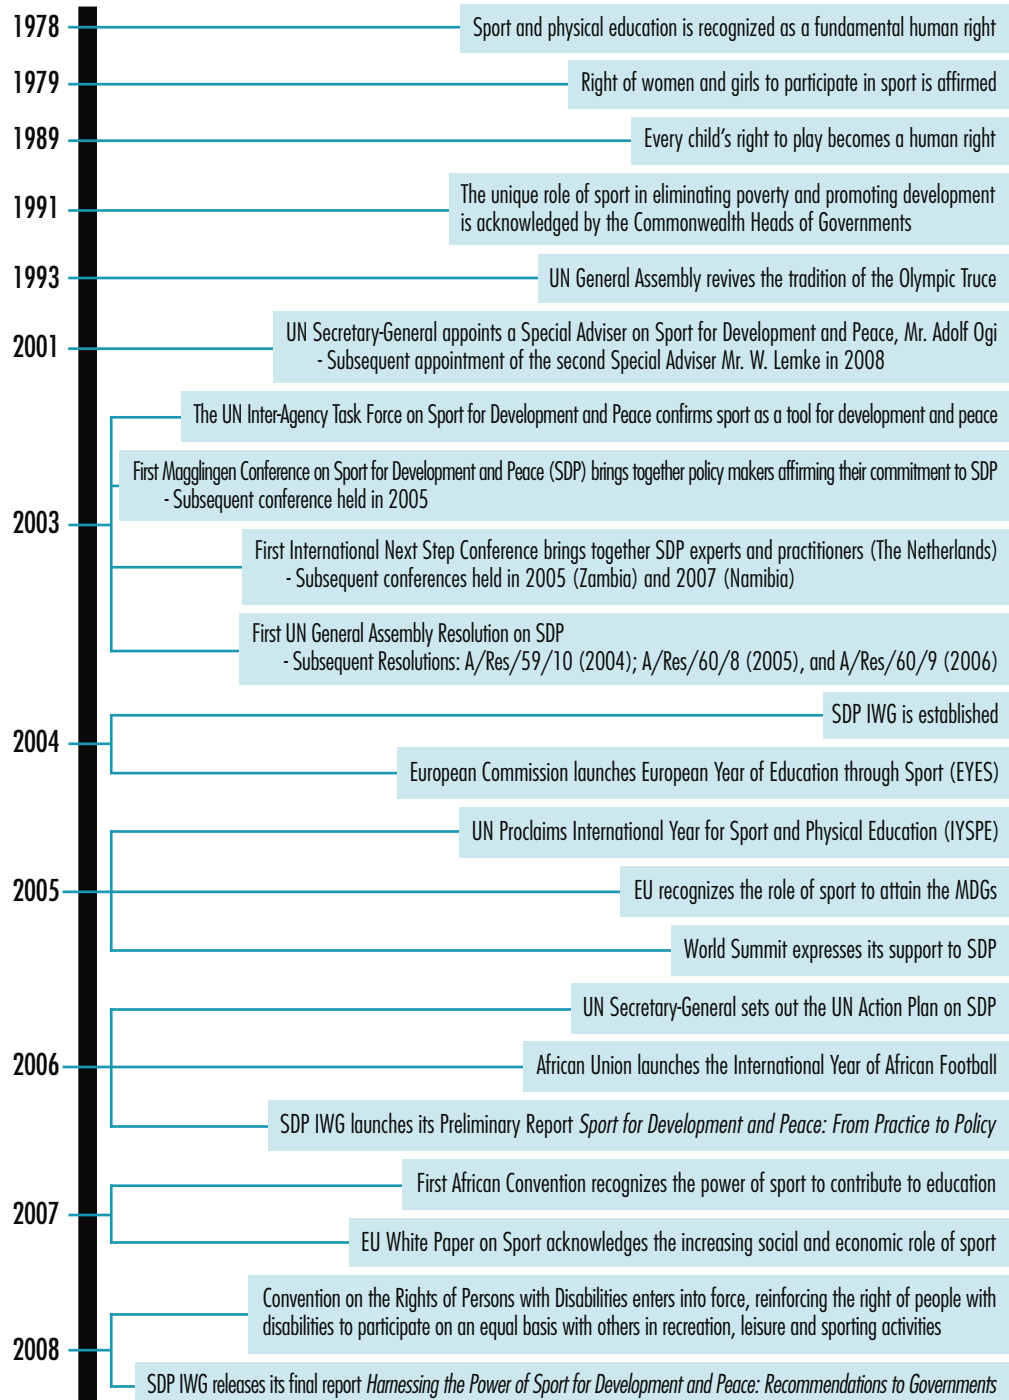 1978
Sport and physical education is recognized as a fundamental human right
1979
Right of women and girls to participate in sport is affirmed
1989
Every child's right to play becomes a human right
1991
The unique role of sport in eliminating poverty and promoting development
is acknowledged by the Commonwealth Heads of Governments
1993
UN General Assembly revives the tradition of the Olympic Truce
2001
UN Secretary-General appoints a Special Adviser on Sport for Development and Peace, Mr. Adolf Ogi
- Subsequent appointment of the second Special Adviser Mr. W. Lemke in 2008
2003
The UN Inter-Agency Task Force on Sport for Development and Peace confirms sport as a tool for development and peace
First Magglingen Conference on Sport for Development and Peace (SDP) brings together policy makers affirming their commitment to SDP
- Subsequent conference held in 2005
First International Next Step Conference brings together SDP experts and practitioners (The Netherlands)
- Subsequent conferences held in 2005 (Zambia) and 2007 (Namibia)
First UN General Assembly Resolution on SDP
- Subsequent Resolutions: A/Res/59/10 (2004); A/Res/60/8 (2005), and A/Res/60/9 (2006)
2004
SDP IWG is established
European Commission launches European Year of Education through Sport (EYES)
2005
UN Proclaims International Year for Sport and Physical Education (IYSPE)
EU recognizes the role of sport to attain the MDGs
World Summit expresses its support to SDP
2006
UN Secretary-General sets out the UN Action Plan on SDP
African Union launches the International Year of African Football
SDP IWG launches its Preliminary Report Sport for Development and Peace: From Practice to Policy
2007
First African Convention recognizes the power of sport to contribute to education
EU White Paper on Sport acknowledges the increasing social and economic role of sport
2008
Convention on the Rights of Persons with Disabilities enters into force, reinforcing the right of people with
disabilities to participate on an equal basis with others in recreation, leisure and sporting activities
SDP IWG releases its final report Harnessing the Power of Sport for Development and Peace: Recommendations to Governments